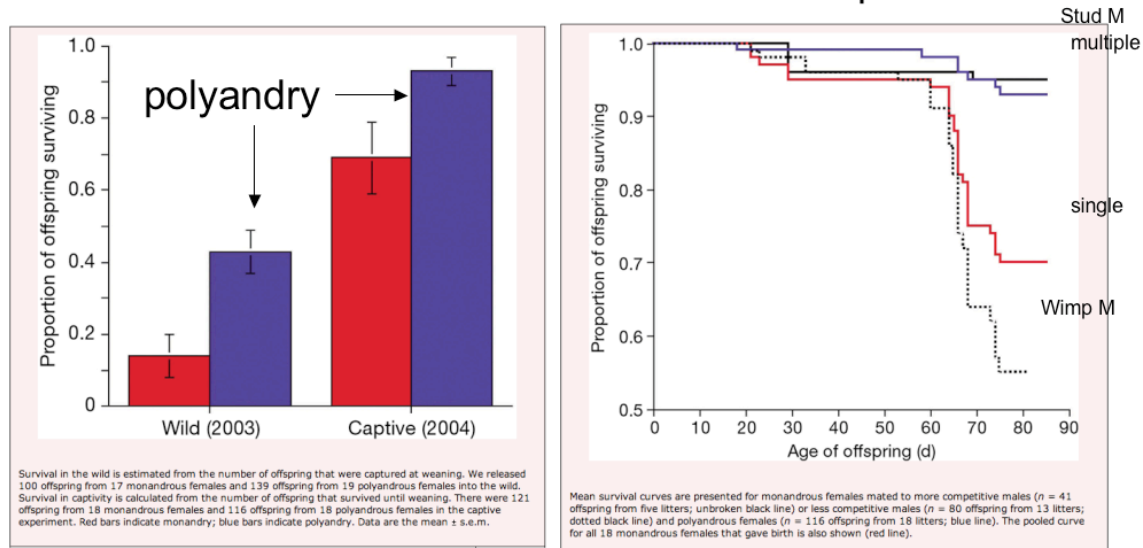 Stud M
multiple
1.0
0.8
0.6
0.4
0.2
0
Proportion of offspring surviving
polyandry
Wild (2003)
Captive (2004)
Survival in the wild is estimated from the number of offspring that were captured at weaning. We released
100 offspring from 17 monandrous females and 139 offspring from 19 polyandrous females into the wild.
Survival in captivity is calculated from the number of offspring that survived until weaning. There were 121
offspring from 18 monandrous females and 116 offspring from 18 polyandrous females in the captive
experiment. Red bars indicate monandry; blue bars indicate polyandry. Data are the mean ± s.e.m.
1.0
0.9
0.8
0.7
0.6
0.5
Proportion of offspring surviving
single
Wimp M
0 10 20 30 40 50 60 70 80 90
Age of offspring (d)
Mean survival curves are presented for monandrous females mated to more competitive males (n = 41
offspring from five litters; unbroken black line) or less competitive males (n = 80 offspring from 13 litters;
dotted black line) and polyandrous females (n = 116 offspring from 18 litters; blue line). The pooled curve
for all 18 monandrous females that gave birth is also shown (red line).